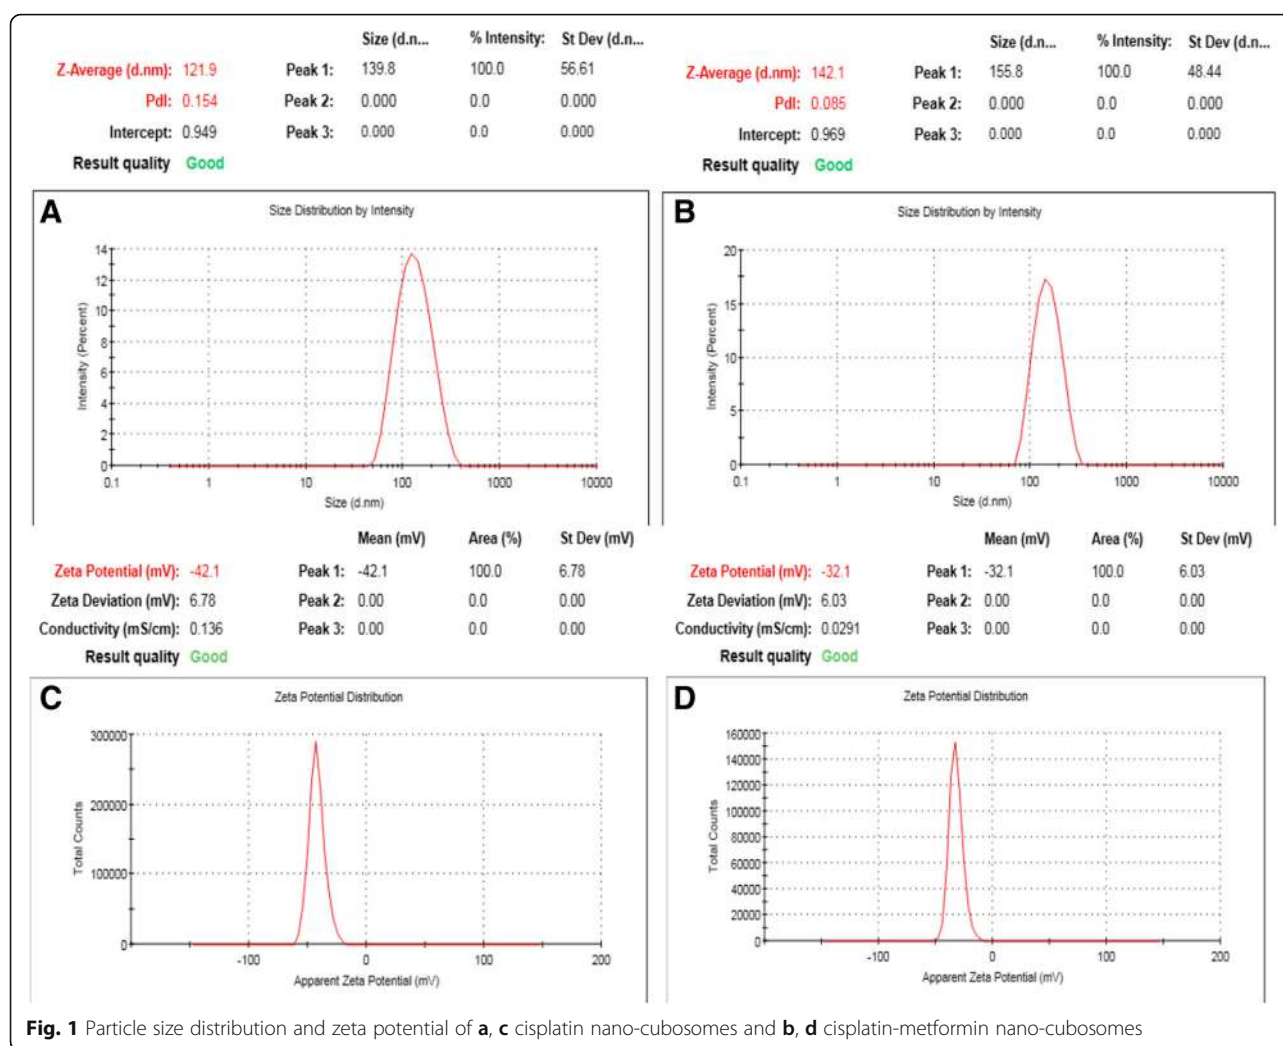 Size (d.n... % Intensity: St Dev (d.n...
Z-Average (d.nm): 121.9 Peak 1: 139.8 100.0 56.61
PdI: 0.154 Peak 2: 0.000 0.0 0.000
Intercept: 0.949 Peak 3: 0.000 0.0 0.000
Result quality Good
Size (d.n... % Intensity: St Dev (d.n...
Z-Average (d.nm): 142.1 Peak 1: 155.8 100.0 48.44
PdI: 0.085 Peak 2: 0.000 0.0 0.000
Intercept: 0.969 Peak 3: 0.000 0.0 0.000
Result quality Good
A
Size Distribution by Intensity
Intensity (Percent)
14
12
10
8
6
4
2
0
0.1 1 10 100 1000 10000
Size (d.nm)
B
Size Distribution by Intensity
Intensity (Percent)
20
15
10
5
0
0.1 1 10 100 1000 10000
Size (d.nm)
Mean (mV) Area (%) St Dev (mV)
Zeta Potential (mV): -42.1 Peak 1: -42.1 100.0 6.78
Zeta Deviation (mV): 6.78 Peak 2: 0.00 0.0 0.00
Conductivity (mS/cm): 0.136 Peak 3: 0.00 0.0 0.00
Result quality Good
Mean (mV) Area (%) St Dev (mV)
Zeta Potential (mV): -32.1 Peak 1: -32.1 100.0 6.03
Zeta Deviation (mV): 6.03 Peak 2: 0.00 0.0 0.00
Conductivity (mS/cm): 0.0291 Peak 3: 0.00 0.0 0.00
Result quality Good
C
Zeta Potential Distribution
Total Counts
300000
200000
100000
0
-100 0 100 200
Apparent Zeta Potential (mV)
D
Zeta Potential Distribution
Total Counts
160000
140000
120000
100000
80000
60000
40000
20000
0
-100 0 100 200
Apparent Zeta Potential (mV)
Fig. 1 Particle size distribution and zeta potential of a, c cisplatin nano-cubosomes and b, d cisplatin-metformin nano-cubosomes